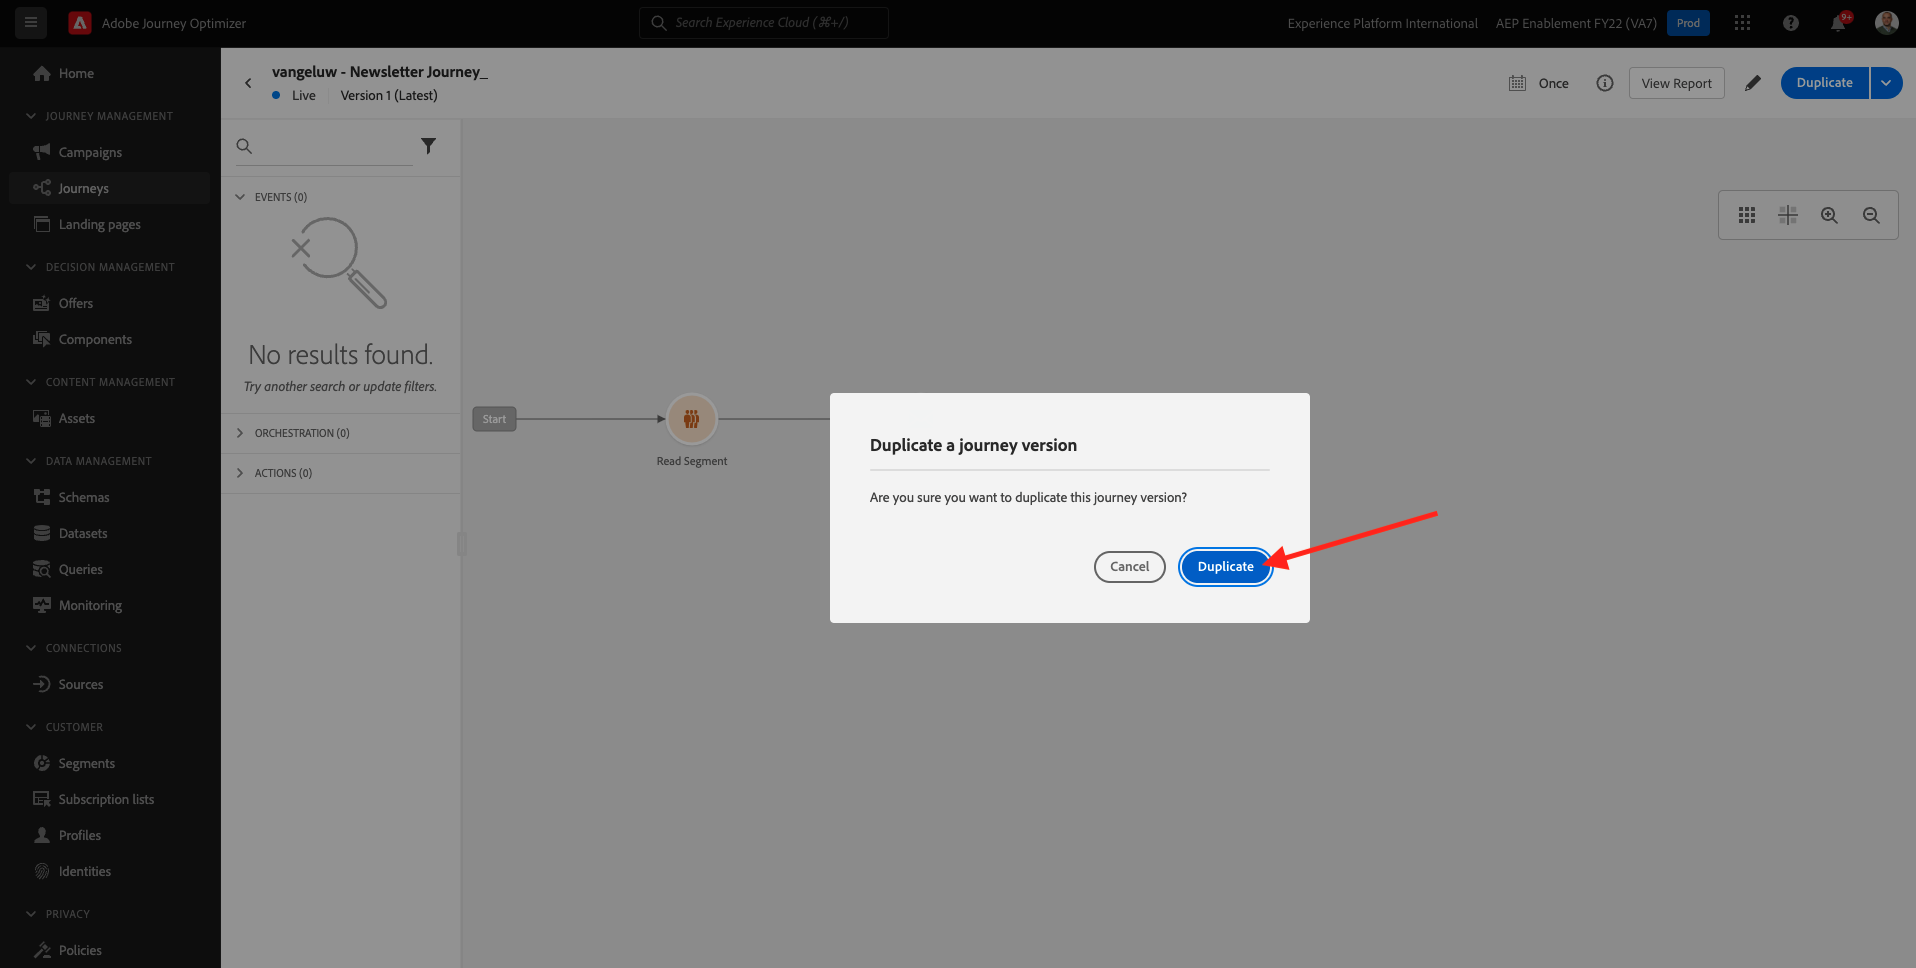 Adobe Journey Optimizer
Search Experience Cloud (⌘+/)
Experience Platform International
AEP Enablement FY22 (VA7)
Prod
9+
Home
JOURNEY MANAGEMENT
Campaigns
Journeys
Landing pages
DECISION MANAGEMENT
Offers
Components
CONTENT MANAGEMENT
Assets
DATA MANAGEMENT
Schemas
Datasets
Queries
Monitoring
CONNECTIONS
Sources
CUSTOMER
Segments
Subscription lists
Profiles
Identities
PRIVACY
Policies
vangeluw - Newsletter Journey_
Live
Version 1 (Latest)
Once
View Report
Duplicate
EVENTS (0)
No results found.
Try another search or update filters.
ORCHESTRATION (0)
ACTIONS (0)
Start
Read Segment
Duplicate a journey version
Are you sure you want to duplicate this journey version?
Cancel
Duplicate